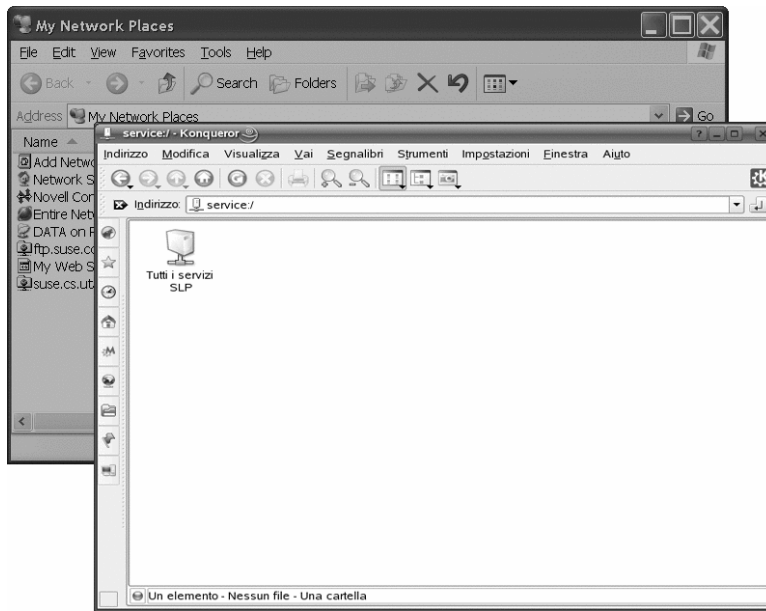 My Network Places
File Edit View Favorites Tools Help
Back Search Folders
Address My Network Places Go
Name
Add Netwo
Network S
Novell Con
Entire Net
DATA on
ftp.suse.co
My Web S
suse.cs.ut
service:/ - Konqueror
Indirizzo Modifica Visualizza Vai Segnalibri Strumenti Impostazioni Finestra Aiuto
Indirizzo: service:/
Tutti i servizi
SLP
Un elemento - Nessun file - Una cartella